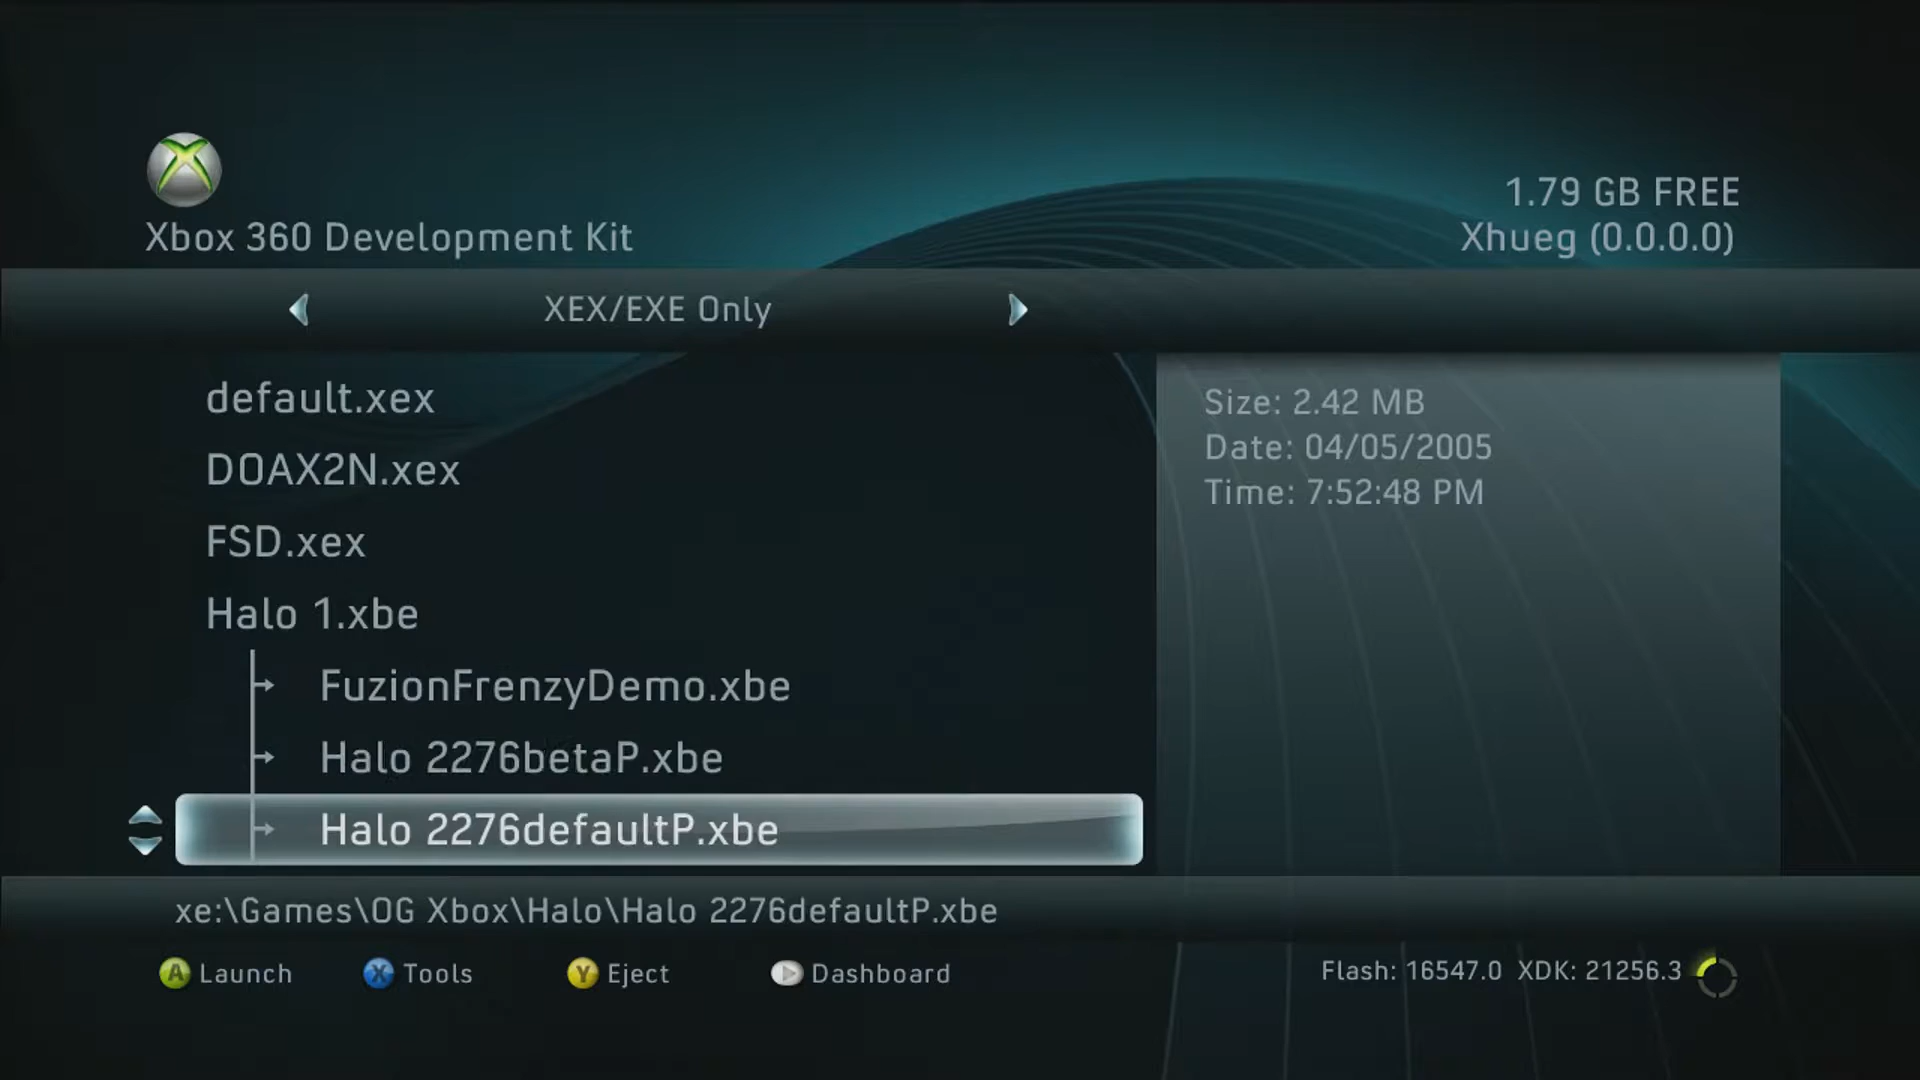 Xbox 360 Development Kit
1.79 GB FREE
Xhueg (0.0.0.0)
XEX/EXE Only
default.xex
DOAX2N.xex
FSD.xex
Halo 1.xbe
FuzionFrenzyDemo.xbe
Halo 2276betaP.xbe
Halo 2276defaultP.xbe
Size: 2.42 MB
Date: 04/05/2005
Time: 7:52:48 PM
xe:\Games\OG Xbox\Halo\Halo 2276defaultP.xbe
A Launch X Tools Y Eject Dashboard
Flash: 16547.0 XDK: 21256.3